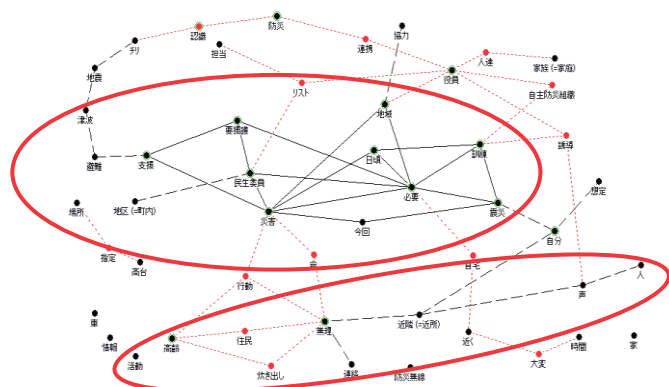 防災
認識
チリ
担当
連携
協力
人達
家族(=家庭)
役員
地震
リスト
自主防災組織
津波
要援護
地域
避難
支援
日頃
訓練
誘導
民生委員
必要
想定
場所
地区(=町内)
災害
震災
今回
自分
指定
高台
自宅
人
行動
声
車
無理
近隣(=近所)
情報
高齢
住民
近く
時間
家
活動
炊き出し
連絡
防災無線
大変